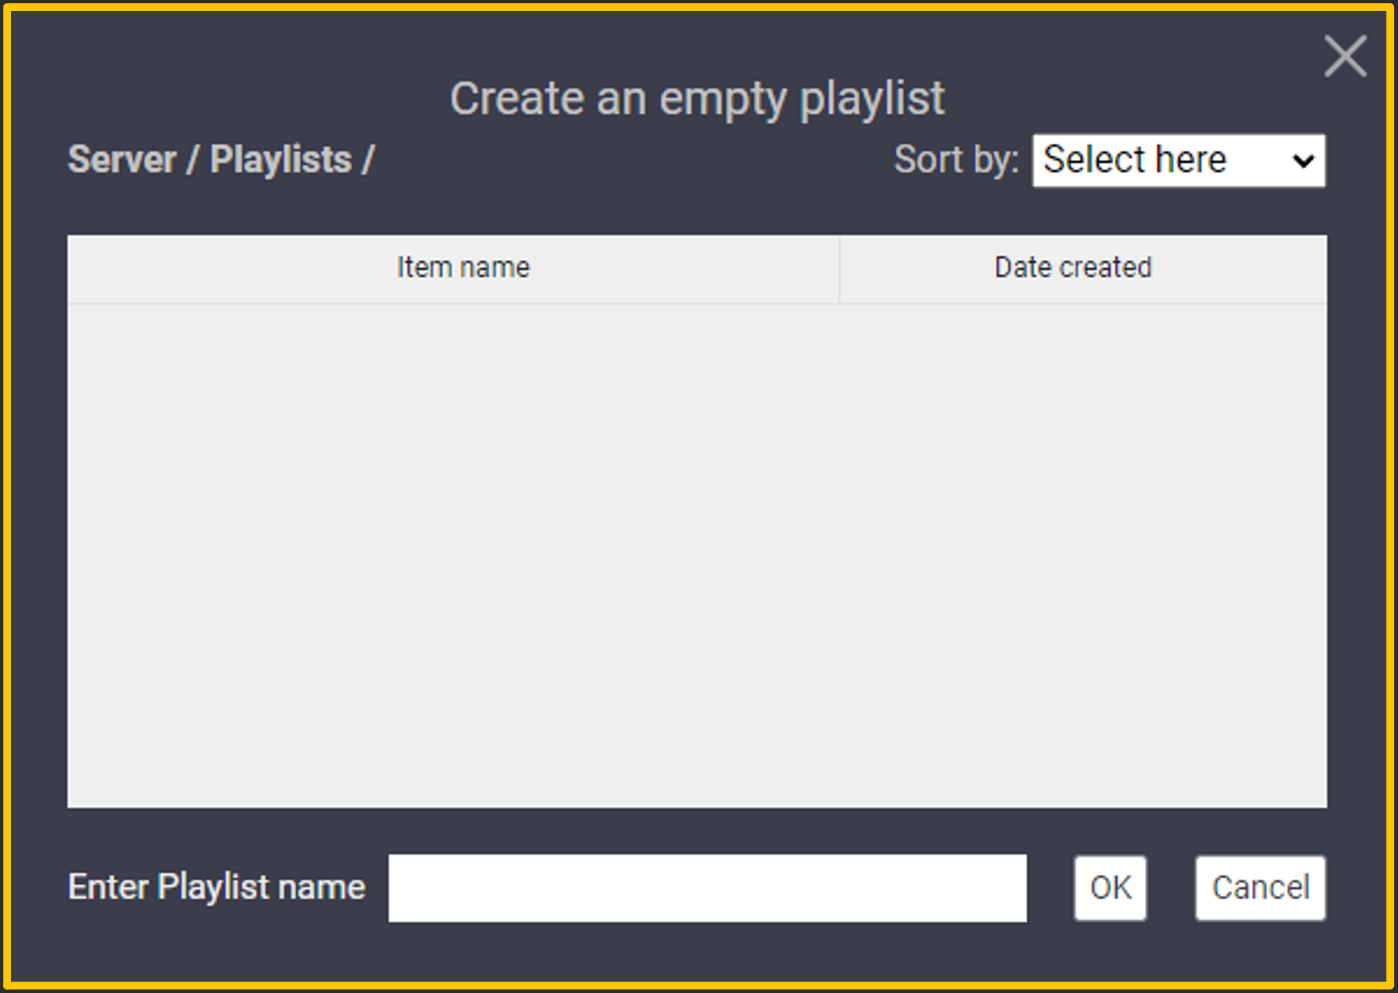 Create an empty playlist
Server / Playlists /
Sort by: Select here
Item name Date created
Enter Playlist name OK Cancel